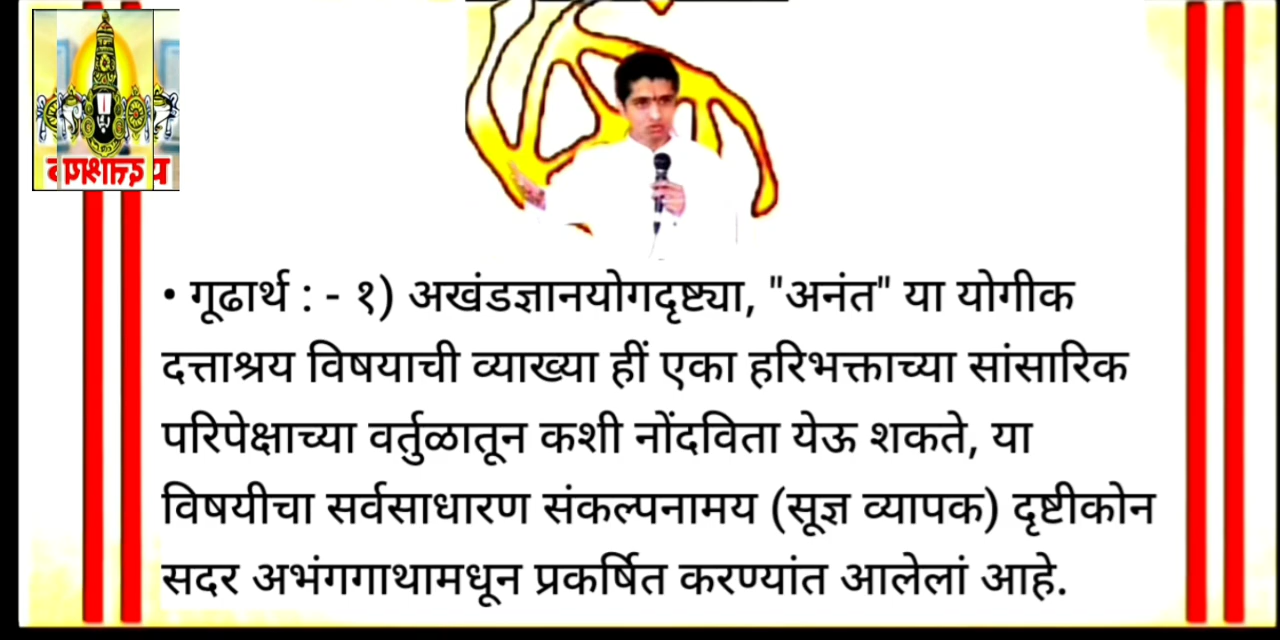 • गूढार्थ : - १) अखंडज्ञानयोगदृष्ट्या, "अनंत" या योगीक
दत्ताश्रय विषयाची व्याख्या हीं एका हरिभक्ताच्या सांसारिक
परिपेक्षाच्या वर्तुळातून कशी नोंदविता येऊ शकते, या
विषयीचा सर्वसाधारण संकल्पनामय (सूज्ञ व्यापक) दृष्टीकोन
सदर अभंगगाथामधून प्रकर्षित करण्यांत आलेलां आहे.